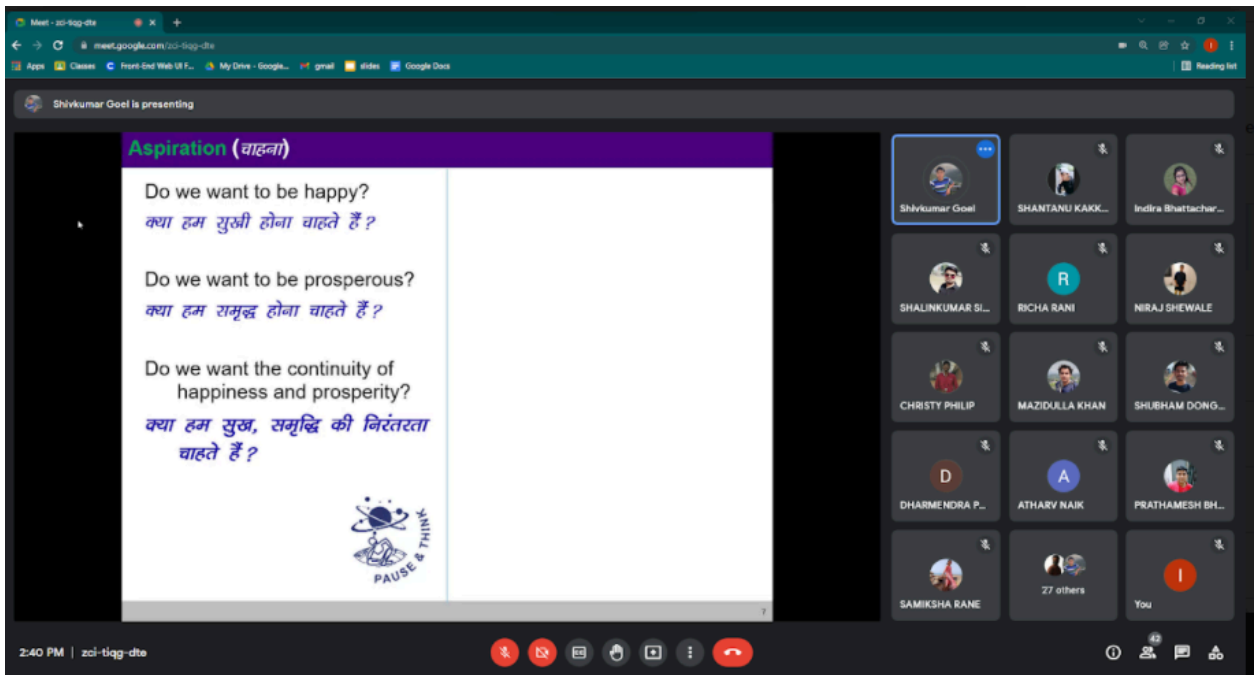 Meet - zci-tiqg-dte
meet.google.com/zci-tiqg-dte
Apps Classes Front-End Web UI F... My Drive - Google... gmail slides Google Docs Reading list
Shivkumar Goel is presenting
Aspiration (चाहना)
Do we want to be happy?
क्या हम सुखी होना चाहते हैं ?
Do we want to be prosperous?
क्या हम समृद्ध होना चाहते हैं ?
Do we want the continuity of
happiness and prosperity?
क्या हम सुख, समृद्धि की निरंतरता
चाहते हैं ?
PAUSE & THINK
7
Shivkumar Goel SHANTANU KAKK... Indira Bhattachar...
SHALINKUMAR SI... R RICHA RANI NIRAJ SHEWALE
CHRISTY PHILIP MAZIDULLA KHAN SHUBHAM DONG...
D A
DHARMENDRA P... ATHARV NAIK PRATHAMESH BH...
I
SAMIKSHA RANE 27 others You
2:40 PM | zci-tiqg-dte
42